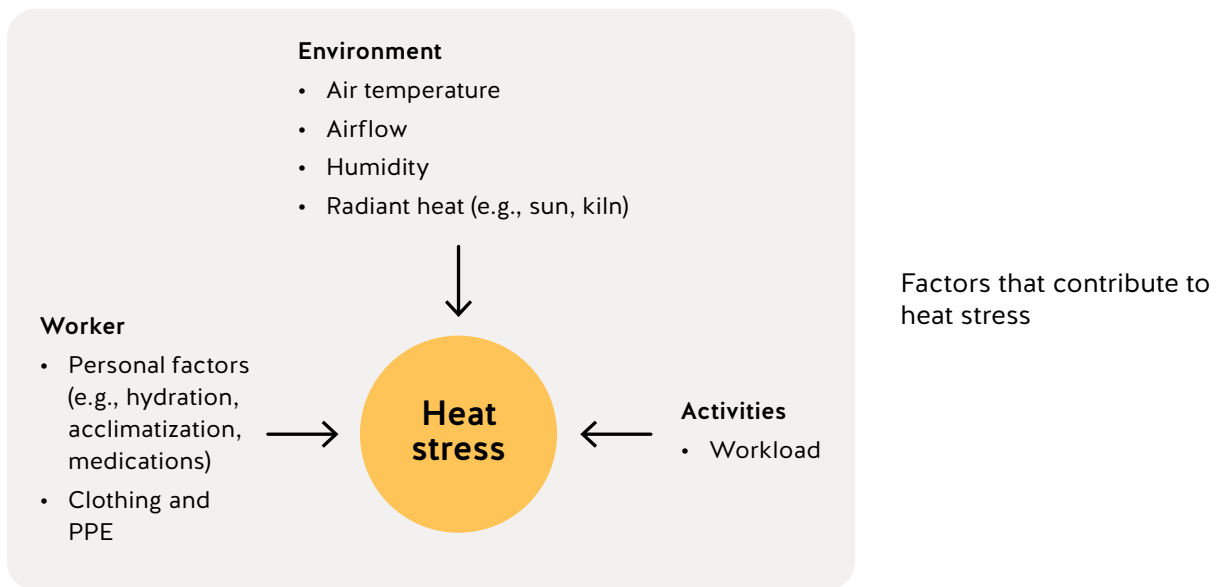 Environment
• Air temperature
• Airflow
• Humidity
• Radiant heat (e.g., sun, kiln)
Worker
• Personal factors
(e.g., hydration,
acclimatization,
medications)
• Clothing and
PPE
Heat
stress
Activities
• Workload
Factors that contribute to
heat stress